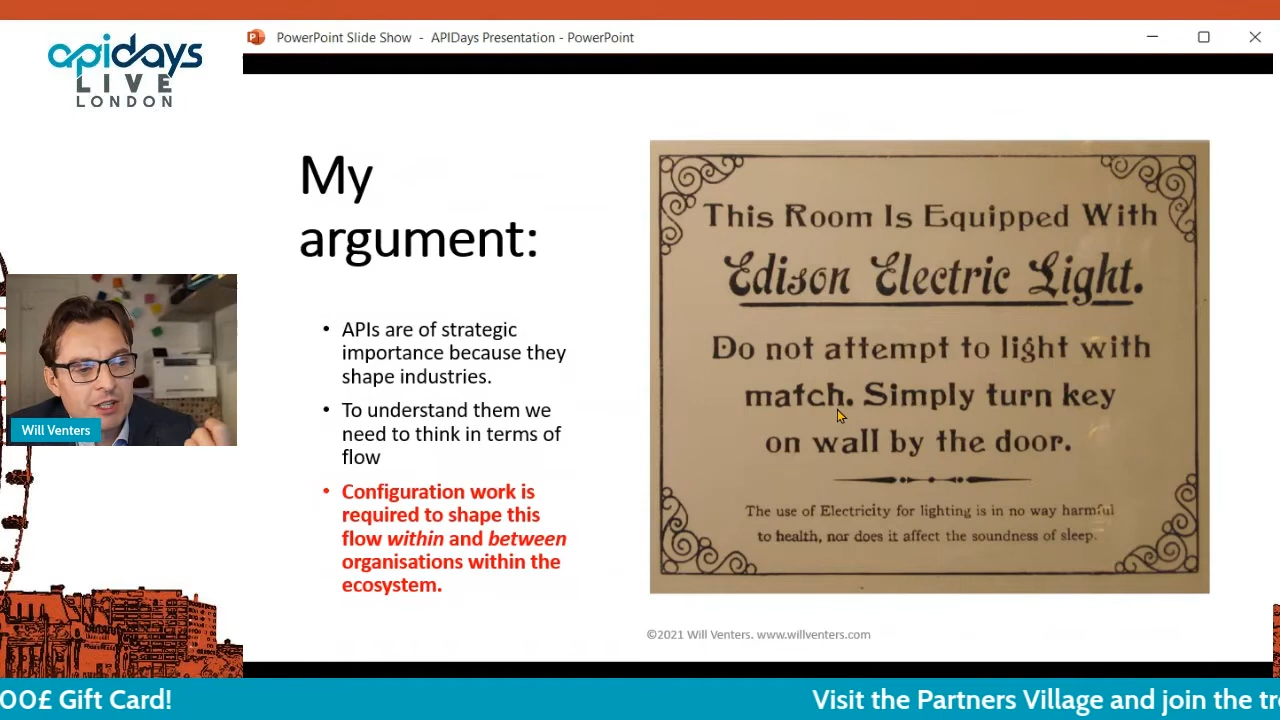 PowerPoint Slide Show - APIDays Presentation - PowerPoint
apidays
LIVE
LONDON
My
argument:
• APIs are of strategic
importance because they
shape industries.
• To understand them we
need to think in terms of
flow
• Configuration work is
required to shape this
flow within and between
organisations within the
ecosystem.
This Room Is Equipped With
Edison Electric Light.
Do not attempt to light with
match. Simply turn key
on wall by the door.
The use of Electricity for lighting is in no way harmful
to health, nor does it affect the soundness of sleep.
Will Venters
©2021 Will Venters. www.willventers.com
00£ Gift Card!
Visit the Partners Village and join the